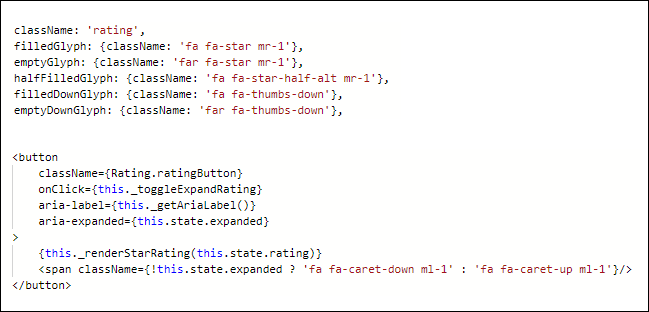 className: 'rating',
filledGlyph: {className: 'fa fa-star mr-1'},
emptyGlyph: {className: 'far fa-star mr-1'},
halfFilledGlyph: {className: 'fa fa-star-half-alt mr-1'},
filledDownGlyph: {className: 'fa fa-thumbs-down'},
emptyDownGlyph: {className: 'far fa-thumbs-down'},
<button
className={Rating.ratingButton}
onClick={this._toggleExpandRating}
aria-label={this._getAriaLabel()}
aria-expanded={this.state.expanded}
>
{this._renderStarRating(this.state.rating)}
<span className={!this.state.expanded ? 'fa fa-caret-down ml-1' : 'fa fa-caret-up ml-1'}/>
</button>